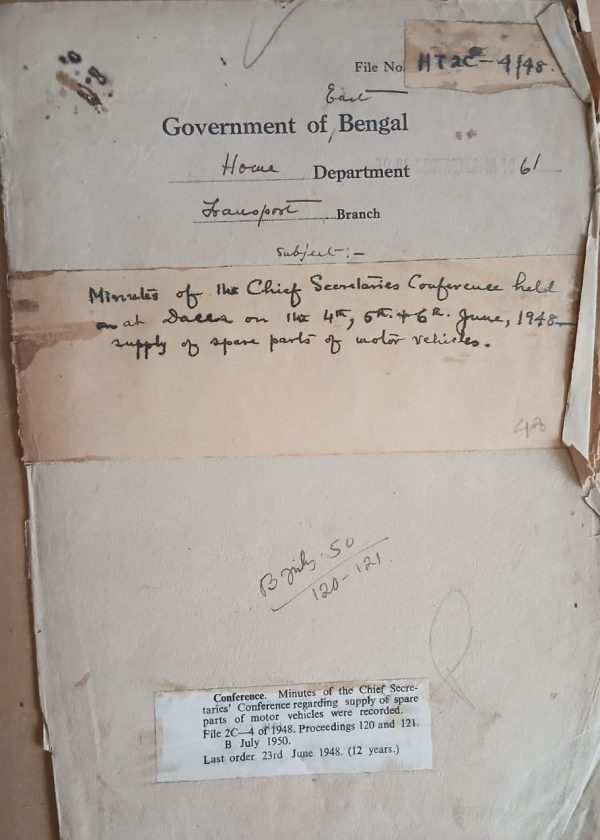 File No. HT2C-4/48.
East
Government of, Bengal
Home Department 61
Transport Branch
Subject:-
Minutes of the Chief Secretaries Conference held
at Dacca on the 4th, 5th & 6th. June, 1948—
supply of spare parts of motor vehicles.
48
B July. 50
120-121.
Conference. Minutes of the Chief Secre-
taries' Conference regarding supply of spare
parts of motor vehicles were recorded.
File 2C—4 of 1948. Proceedings 120 and 121.
B July 1950.
Last order 23rd June 1948. (12 years.)